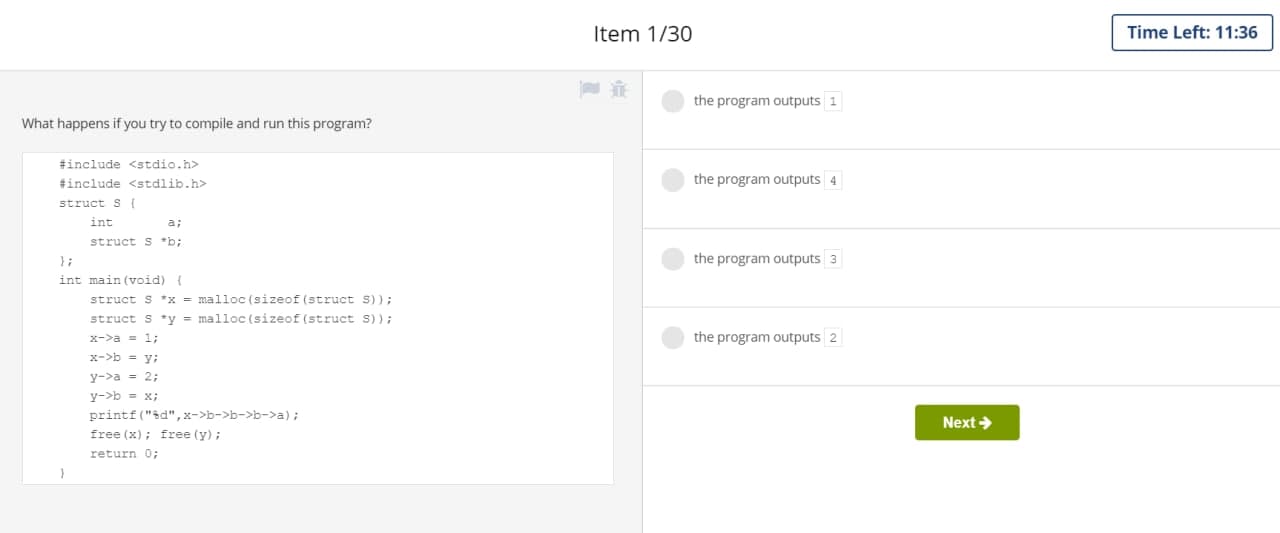 Item 1/30
Time Left: 11:36
What happens if you try to compile and run this program?
#include <stdio.h>
#include <stdlib.h>
struct S {
    int       a;
    struct S *b;
};
int main(void) {
    struct S *x = malloc(sizeof(struct S));
    struct S *y = malloc(sizeof(struct S));
    x->a = 1;
    x->b = y;
    y->a = 2;
    y->b = x;
    printf("%d",x->b->b->b->a);
    free(x); free(y);
    return 0;
}
the program outputs 1
the program outputs 4
the program outputs 3
the program outputs 2
Next